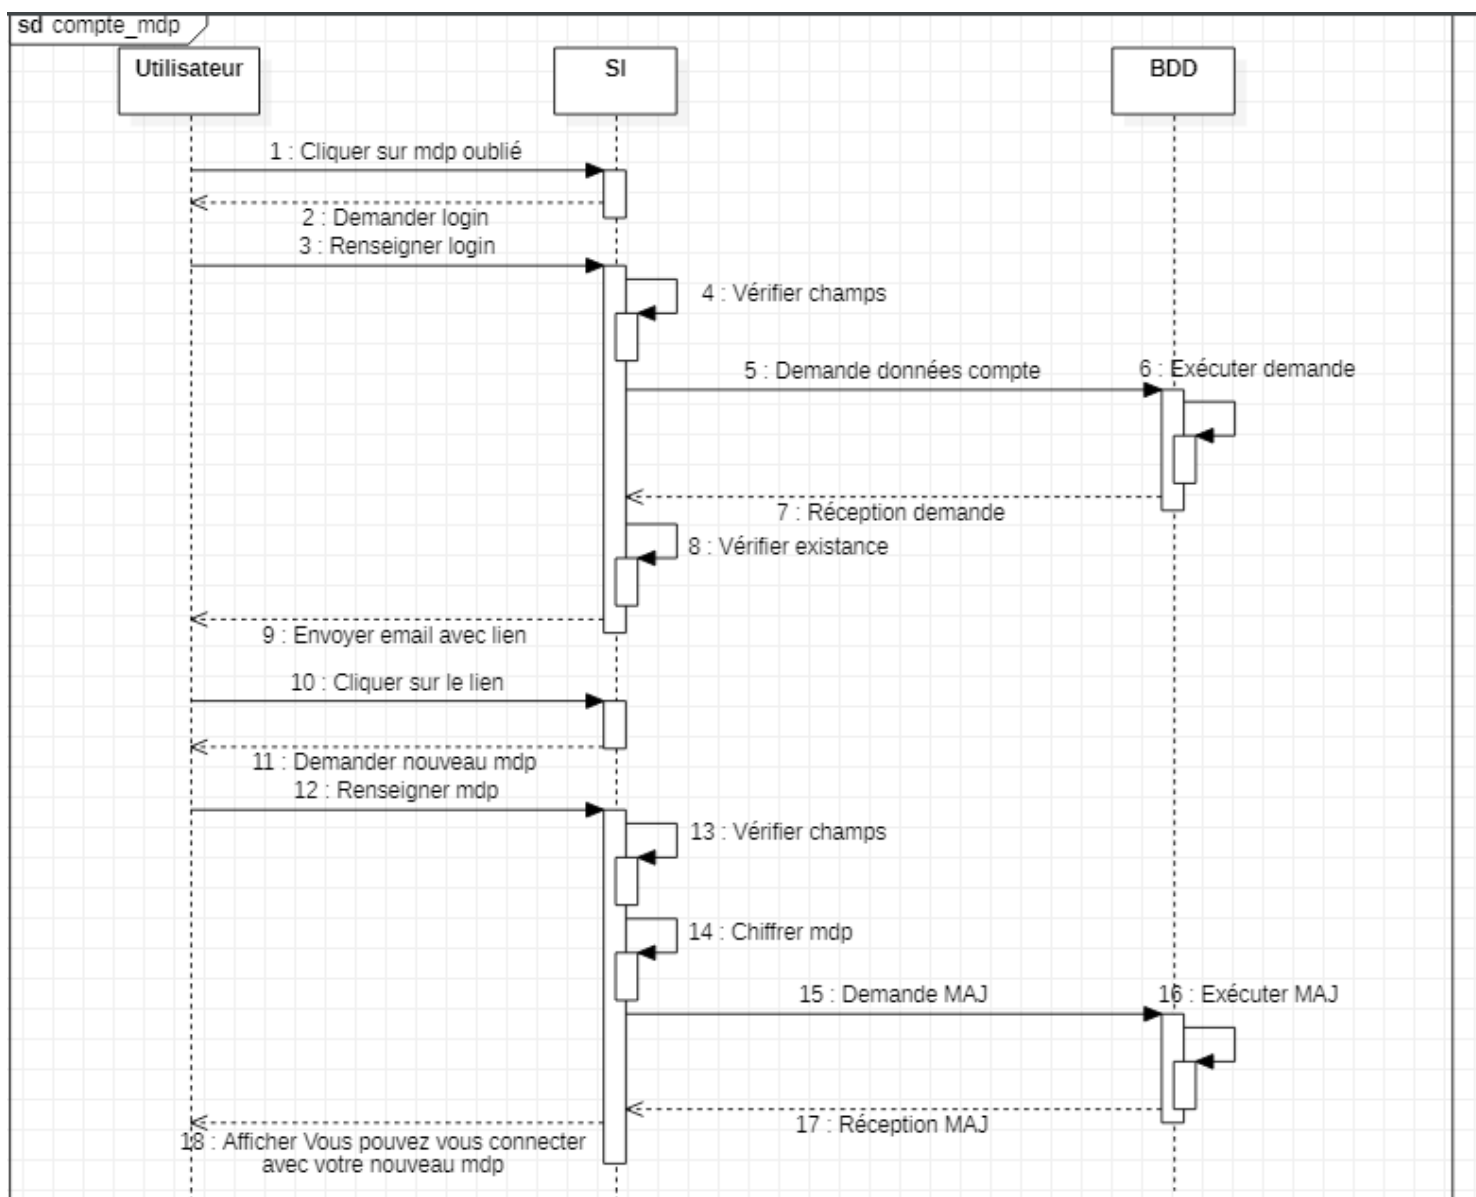 sd compte_mdp
Utilisateur
SI
BDD
1 : Cliquer sur mdp oublié
2 : Demander login
3 : Renseigner login
4 : Vérifier champs
5 : Demande données compte
6 : Exécuter demande
7 : Réception demande
8 : Vérifier existance
9 : Envoyer email avec lien
10 : Cliquer sur le lien
11 : Demander nouveau mdp
12 : Renseigner mdp
13 : Vérifier champs
14 : Chiffrer mdp
15 : Demande MAJ
16 : Exécuter MAJ
17 : Réception MAJ
18 : Afficher Vous pouvez vous connecter
avec votre nouveau mdp